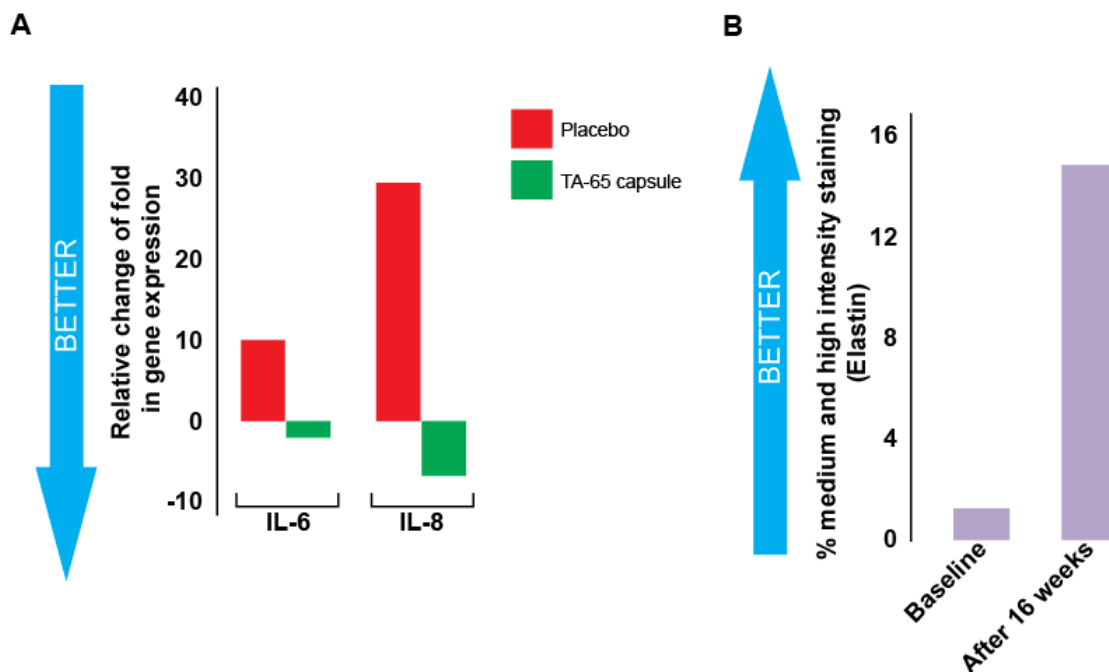 A
BETTER
Relative change of fold
in gene expression
40
30
20
10
0
-10
IL-6
IL-8
Placebo
TA-65 capsule
B
BETTER
% medium and high intensity staining
(Elastin)
16
12
8
4
0
Baseline
After 16 weeks